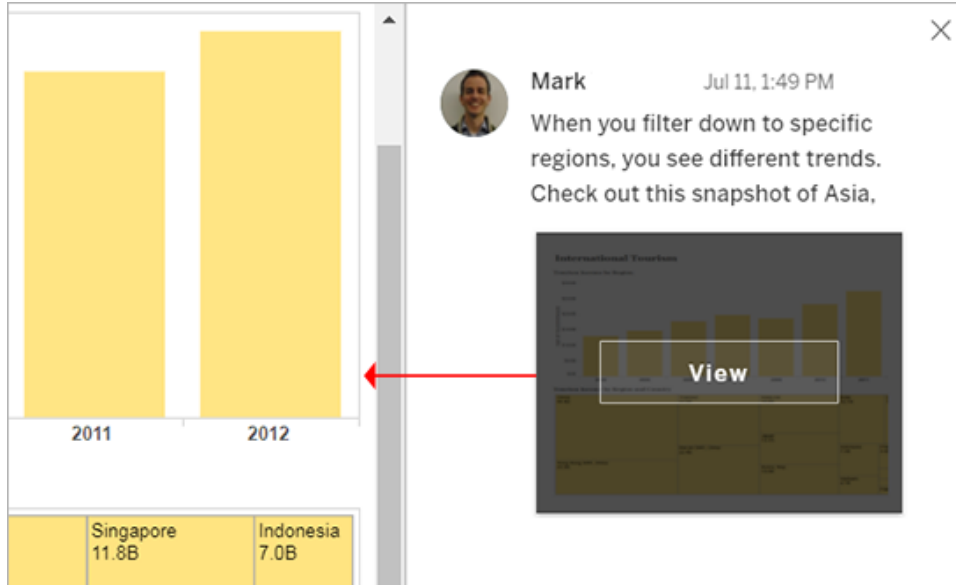 2011
2012
Singapore
11.8B
Indonesia
7.0B
Mark
Jul 11, 1:49 PM
When you filter down to specific
regions, you see different trends.
Check out this snapshot of Asia,
International Tourism
View